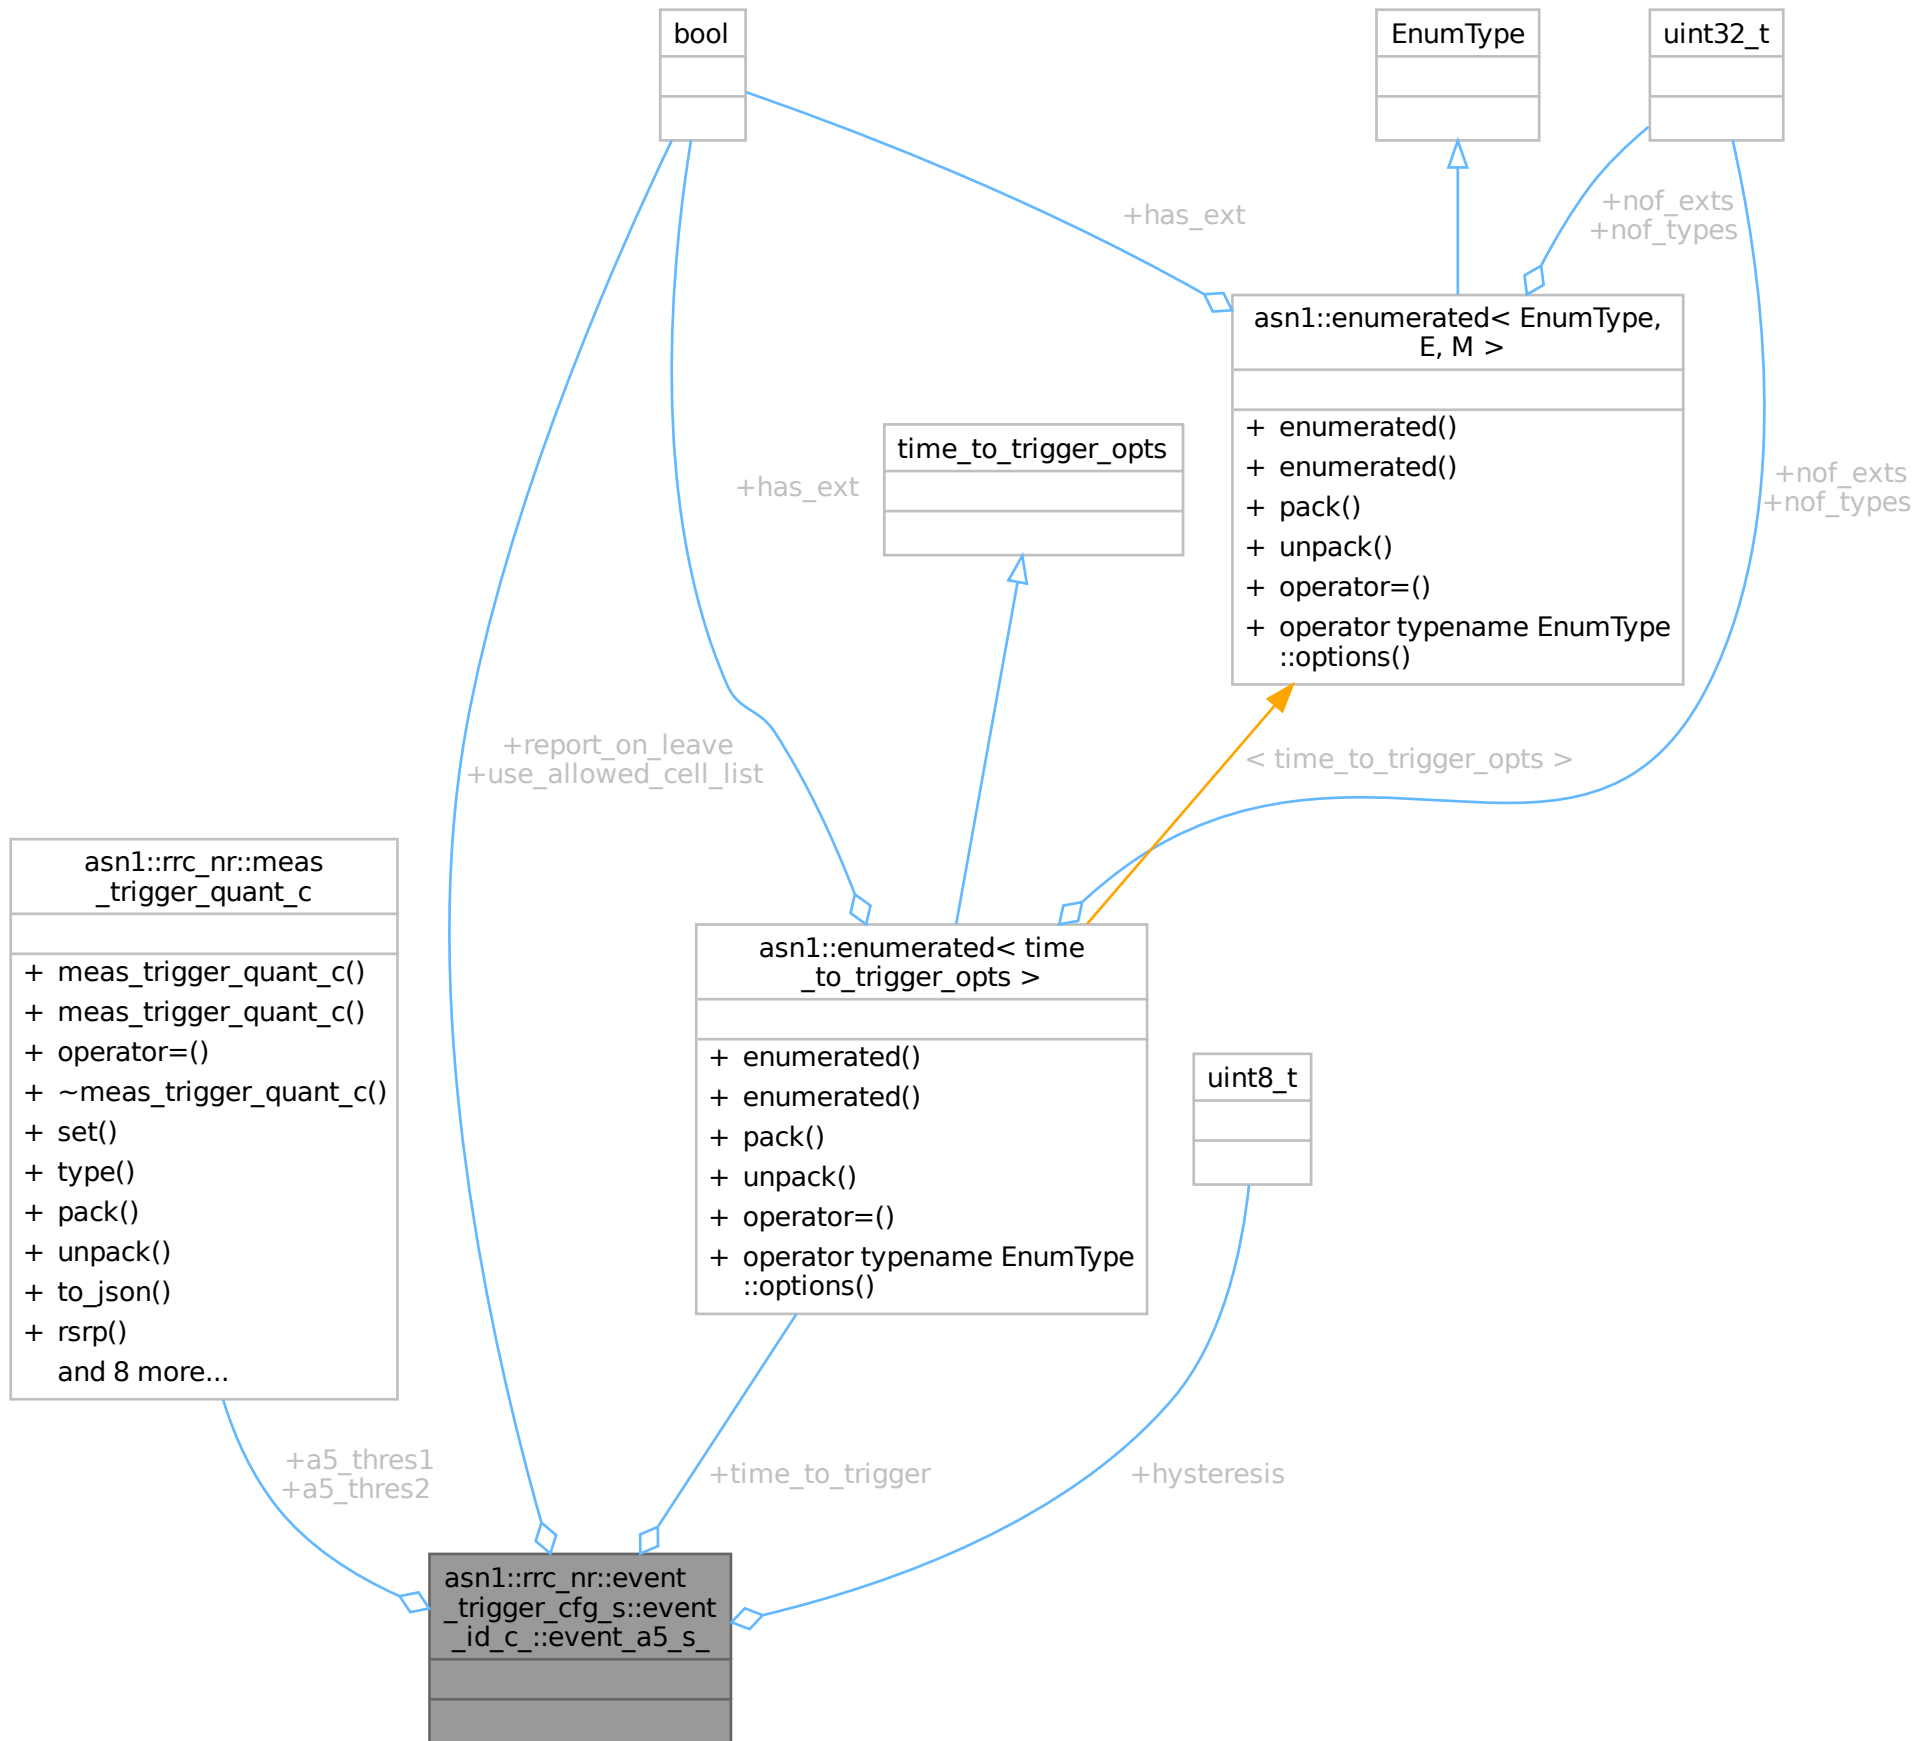 bool
EnumType
uint32_t
+has_ext
+nof_exts
+nof_types
asn1::enumerated< EnumType,
E, M >
+ enumerated()
+ enumerated()
+ pack()
+ unpack()
+ operator=()
+ operator typename EnumType
::options()
time_to_trigger_opts
+has_ext
+nof_exts
+nof_types
+report_on_leave
+use_allowed_cell_list
< time_to_trigger_opts >
asn1::rrc_nr::meas
_trigger_quant_c
+ meas_trigger_quant_c()
+ meas_trigger_quant_c()
+ operator=()
+ ~meas_trigger_quant_c()
+ set()
+ type()
+ pack()
+ unpack()
+ to_json()
+ rsrp()
and 8 more...
asn1::enumerated< time
_to_trigger_opts >
+ enumerated()
+ enumerated()
+ pack()
+ unpack()
+ operator=()
+ operator typename EnumType
::options()
uint8_t
+a5_thres1
+a5_thres2
+time_to_trigger
+hysteresis
asn1::rrc_nr::event
_trigger_cfg_s::event
_id_c_::event_a5_s_